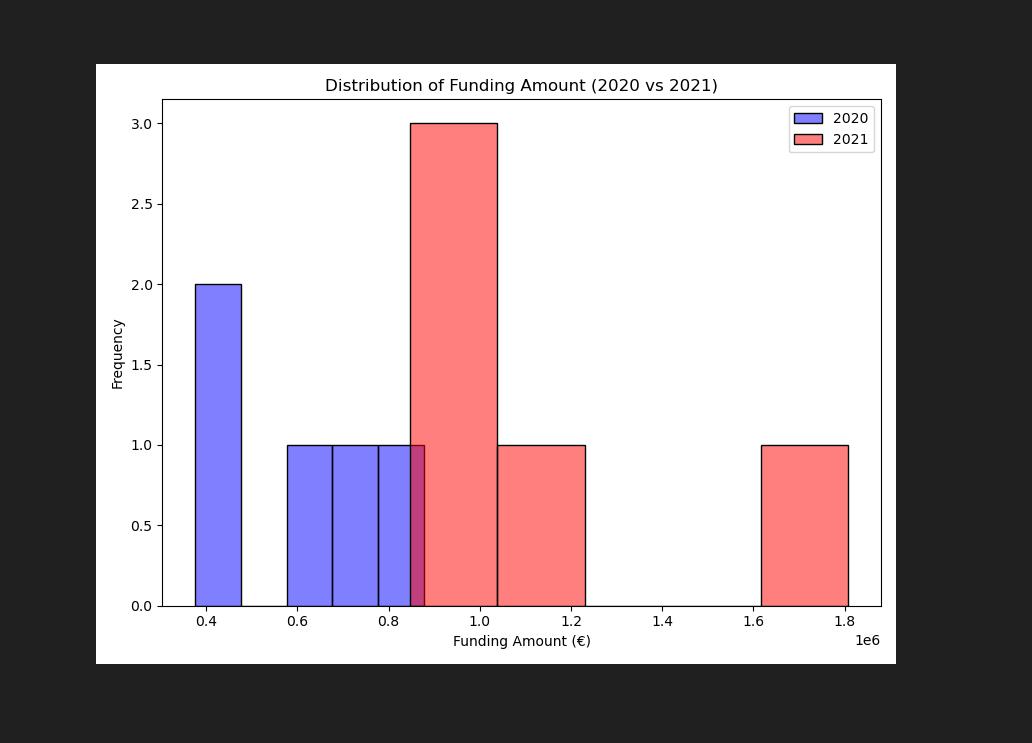 Distribution of Funding Amount (2020 vs 2021)
2020
2021
3.0
2.5
2.0
1.5
1.0
0.5
0.0
Frequency
0.4 0.6 0.8 1.0 1.2 1.4 1.6 1.8
1e6
Funding Amount (€)